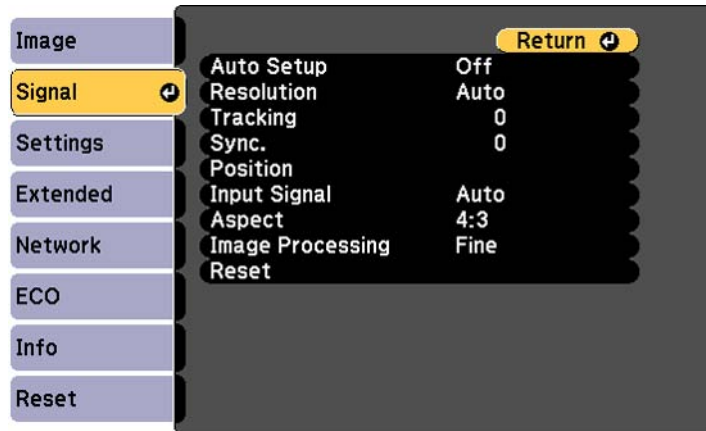 Image
Signal
Settings
Extended
Network
ECO
Info
Reset
Return
Auto Setup Off
Resolution Auto
Tracking 0
Sync. 0
Position
Input Signal Auto
Aspect 4:3
Image Processing Fine
Reset